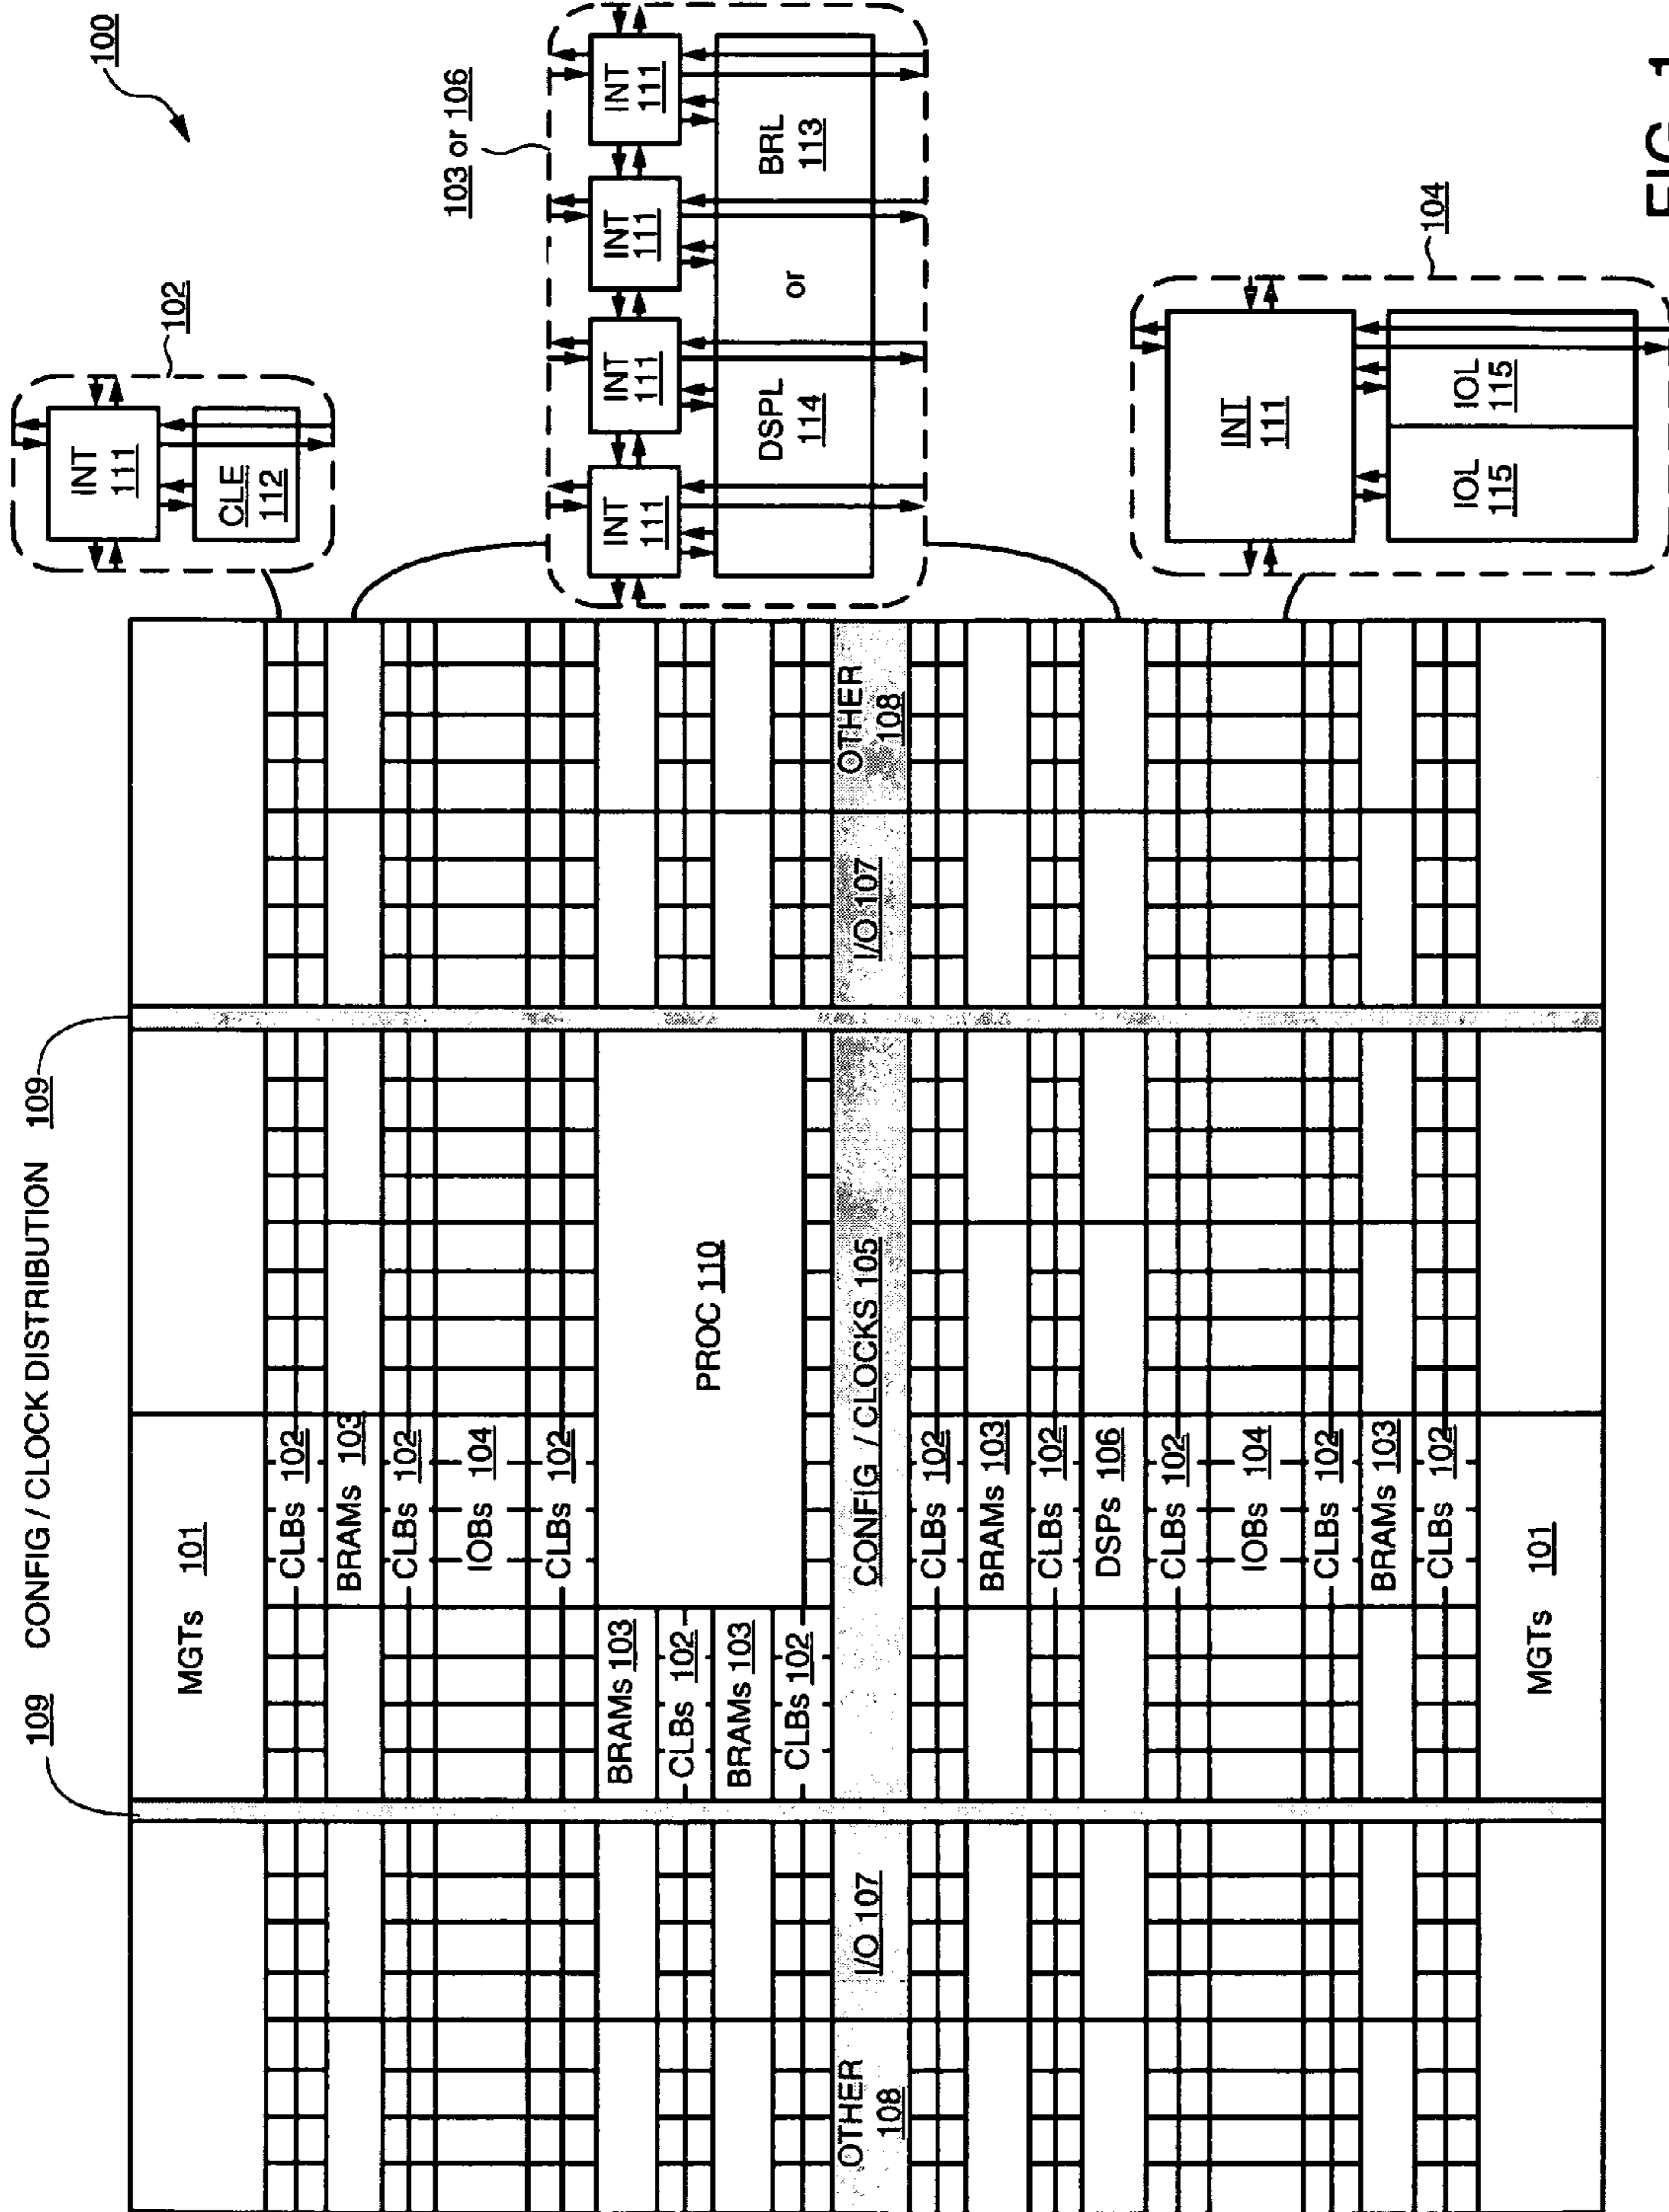 109 CONFIG / CLOCK DISTRIBUTION 109
100
MGTs 101
CLBs 102
BRAMs 103
CLBs 102
IOBs 104
CLBs 102
BRAMs 103
CLBs 102
BRAMs 103
CLBs 102
PROC 110
OTHER
108
I/O 107
CONFIG / CLOCKS 105
I/O 107
OTHER
108
CLBs 102
BRAMs 103
CLBs 102
DSPs 106
CLBs 102
IOBs 104
CLBs 102
BRAMs 103
CLBs 102
MGTs 101
102
INT
111
CLE
112
103 or 106
INT
111
INT
111
INT
111
INT
111
DSPL
114
or
BRL
113
104
INT
111
IOL
115
IOL
115
FIG. 1